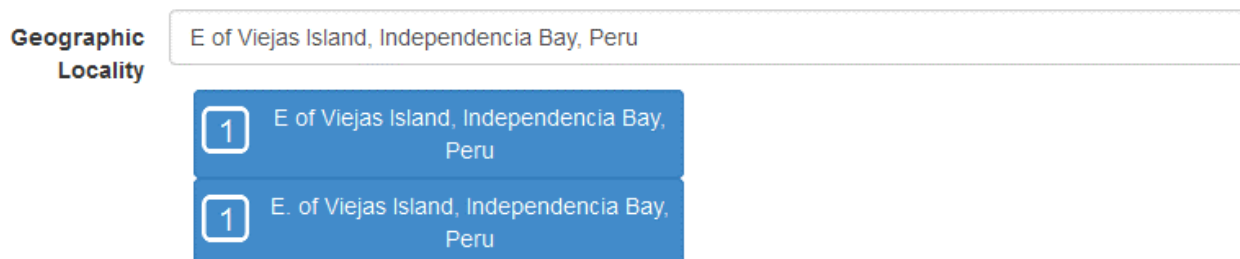 Geographic Locality
E of Viejas Island, Independencia Bay, Peru
1
E of Viejas Island, Independencia Bay,
Peru
1
E. of Viejas Island, Independencia Bay,
Peru